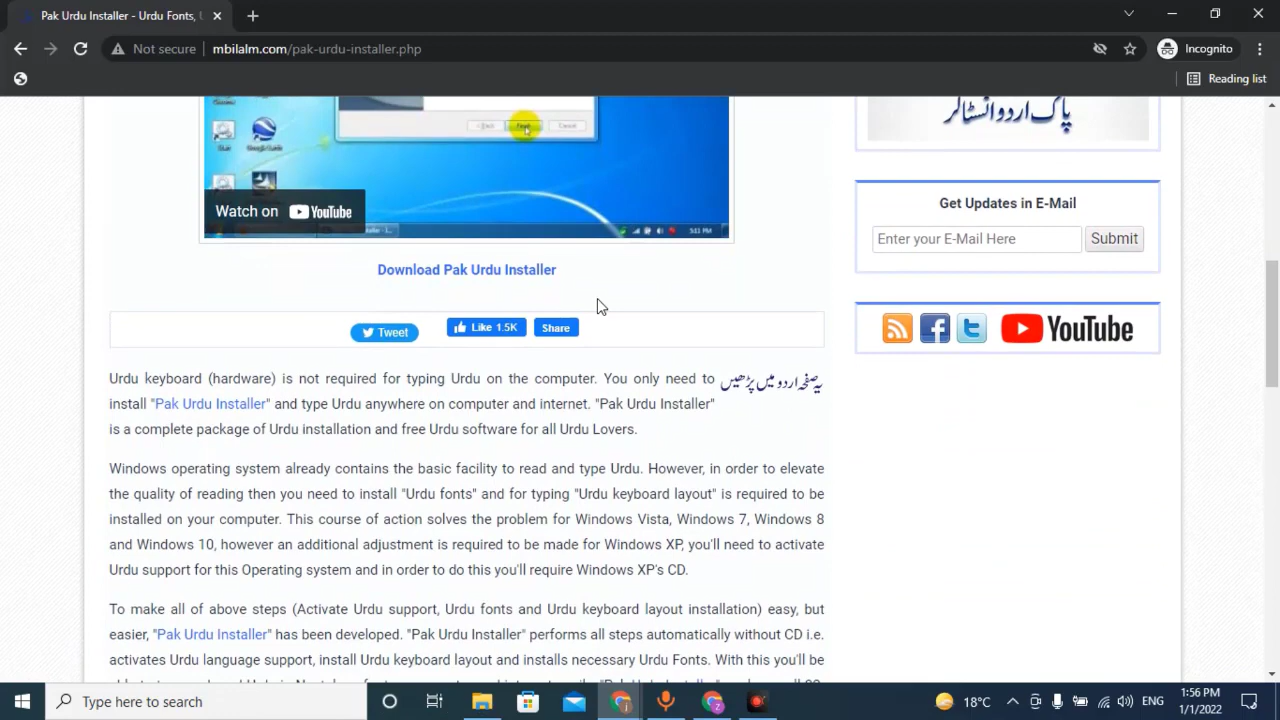 Pak Urdu Installer - Urdu Fonts, U
Not secure
mbilalm.com/pak-urdu-installer.php
Incognito
Reading list
Back
Finish
Cancel
Google Earth
5:43 PM
Watch on YouTube
Download Pak Urdu Installer
Tweet
Like 1.5K
Share
Urdu keyboard (hardware) is not required for typing Urdu on the computer. You only need to
یہ صفحہ اردو میں پڑھیں
install "Pak Urdu Installer" and type Urdu anywhere on computer and internet. "Pak Urdu Installer"
is a complete package of Urdu installation and free Urdu software for all Urdu Lovers.
Windows operating system already contains the basic facility to read and type Urdu. However, in order to elevate
the quality of reading then you need to install "Urdu fonts" and for typing "Urdu keyboard layout" is required to be
installed on your computer. This course of action solves the problem for Windows Vista, Windows 7, Windows 8
and Windows 10, however an additional adjustment is required to be made for Windows XP, you'll need to activate
Urdu support for this Operating system and in order to do this you'll require Windows XP's CD.
To make all of above steps (Activate Urdu support, Urdu fonts and Urdu keyboard layout installation) easy, but
easier, "Pak Urdu Installer" has been developed. "Pak Urdu Installer" performs all steps automatically without CD i.e.
activates Urdu language support, install Urdu keyboard layout and installs necessary Urdu Fonts. With this you'll be
پاک اردو انسٹالر
Get Updates in E-Mail
Enter your E-Mail Here
Submit
YouTube
Type here to search
18°C
ENG
1:56 PM
1/1/2022